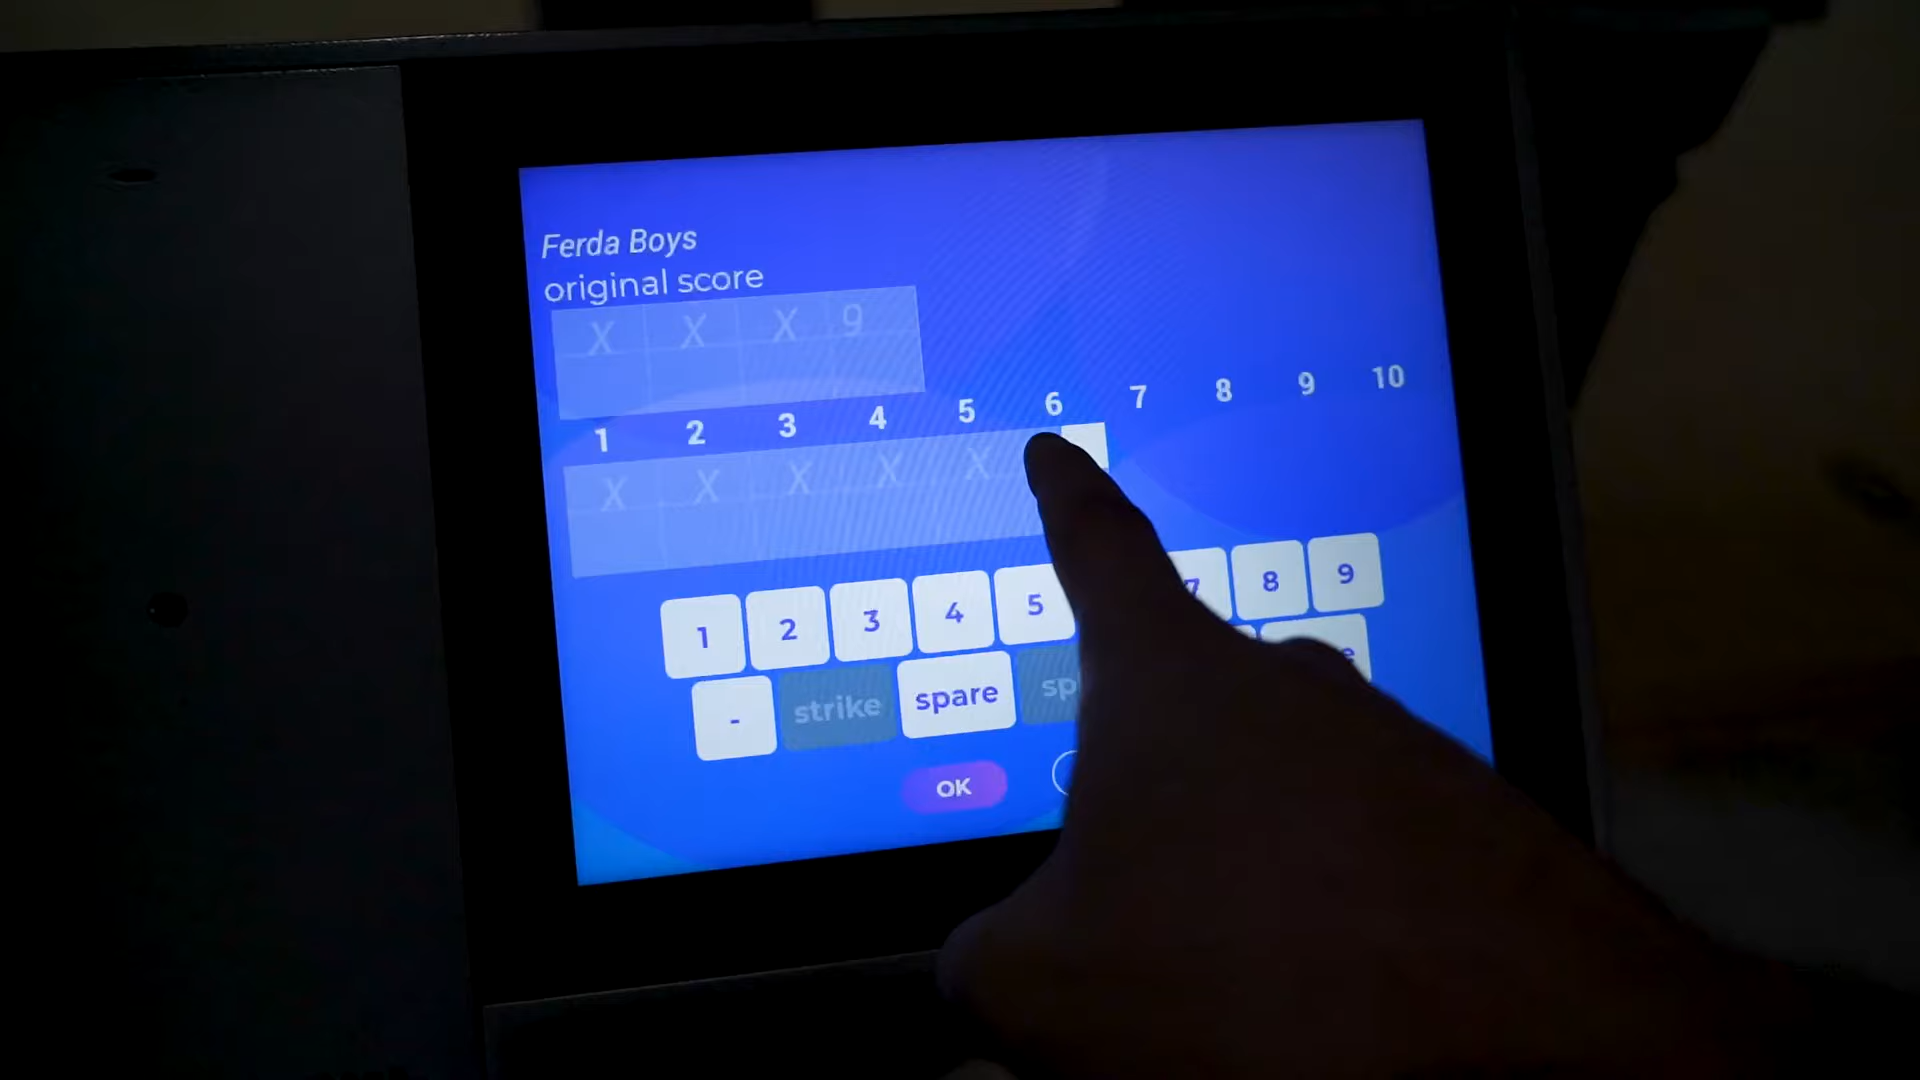 Ferda Boys
original score
X X X 9
1 2 3 4 5 6 7 8 9 10
X X X X X
1 2 3 4 5 7 8 9
- strike spare
OK